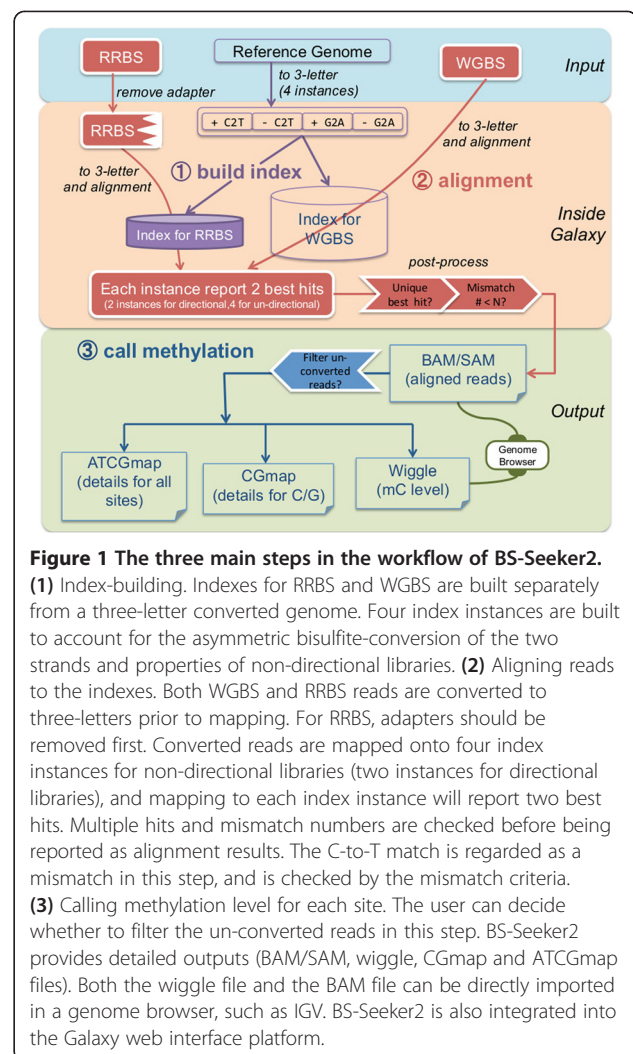 RRBS
Reference Genome
WGBS
Input
remove adapter
to 3-letter
(4 instances)
RRBS
+ C2T
- C2T
+ G2A
- G2A
to 3-letter
and alignment
to 3-letter
and alignment
① build index
② alignment
Index for RRBS
Index for
WGBS
Inside
Galaxy
Each instance report 2 best hits
(2 instances for directional,4 for un-directional)
post-process
Unique
best hit?
Mismatch
# < N?
③ call methylation
Filter un-
converted
reads?
BAM/SAM
(aligned reads)
Output
ATCGmap
(details for all
sites)
CGmap
(details for C/G)
Wiggle
(mC level)
Genome
Browser
Figure 1 The three main steps in the workflow of BS-Seeker2.
(1) Index-building. Indexes for RRBS and WGBS are built separately
from a three-letter converted genome. Four index instances are built
to account for the asymmetric bisulfite-conversion of the two
strands and properties of non-directional libraries. (2) Aligning reads
to the indexes. Both WGBS and RRBS reads are converted to
three-letters prior to mapping. For RRBS, adapters should be
removed first. Converted reads are mapped onto four index
instances for non-directional libraries (two instances for directional
libraries), and mapping to each index instance will report two best
hits. Multiple hits and mismatch numbers are checked before being
reported as alignment results. The C-to-T match is regarded as a
mismatch in this step, and is checked by the mismatch criteria.
(3) Calling methylation level for each site. The user can decide
whether to filter the un-converted reads in this step. BS-Seeker2
provides detailed outputs (BAM/SAM, wiggle, CGmap and ATCGmap
files). Both the wiggle file and the BAM file can be directly imported
in a genome browser, such as IGV. BS-Seeker2 is also integrated into
the Galaxy web interface platform.